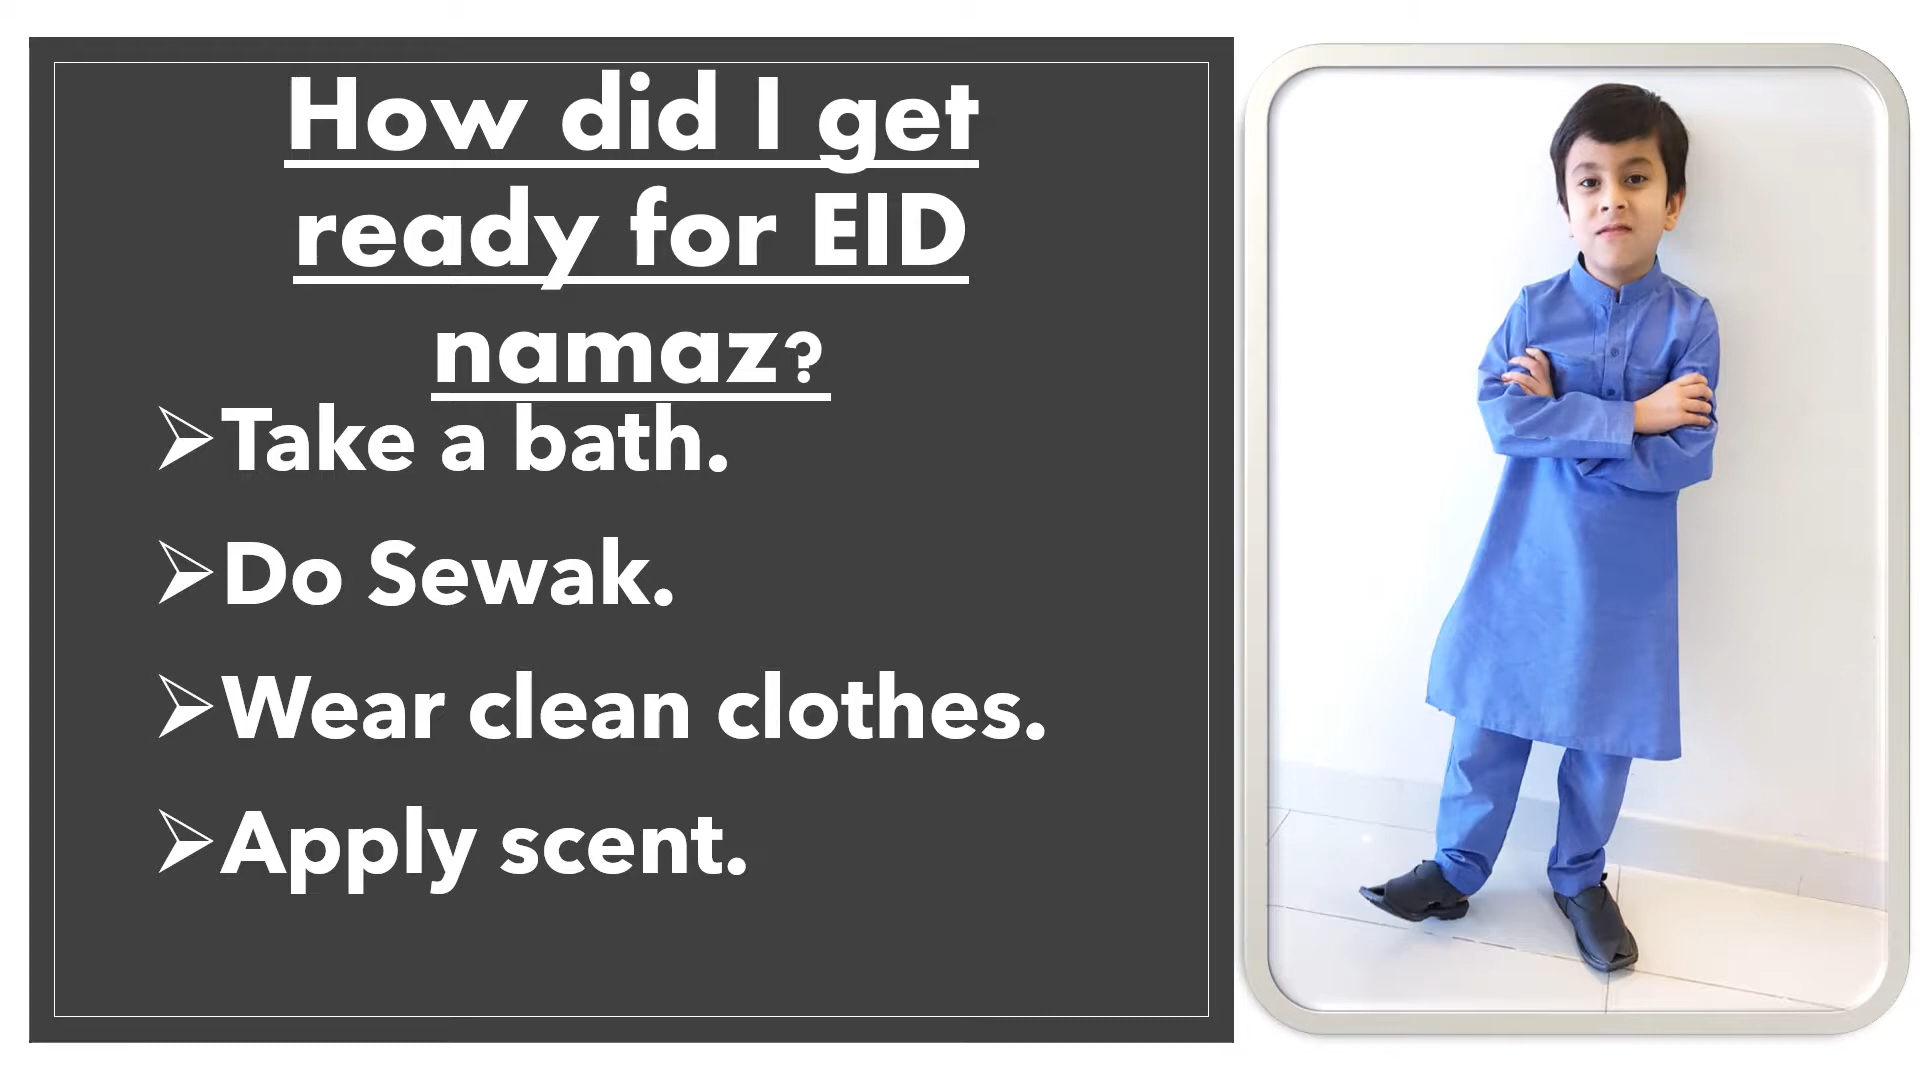 How did I get
ready for EID
namaz?
Take a bath.
Do Sewak.
Wear clean clothes.
Apply scent.